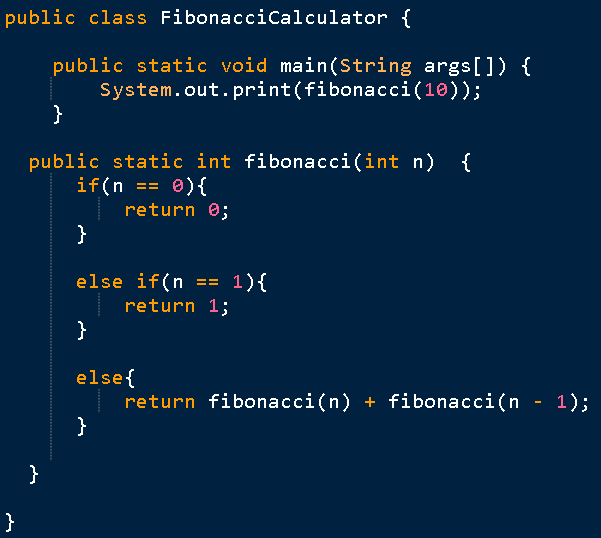 public class FibonacciCalculator {
public static void main(String args[]) {
System.out.print(fibonacci(10));
}
public static int fibonacci(int n)  {
if(n == 0){
return 0;
}
else if(n == 1){
return 1;
}
else{
return fibonacci(n) + fibonacci(n - 1);
}
}
}